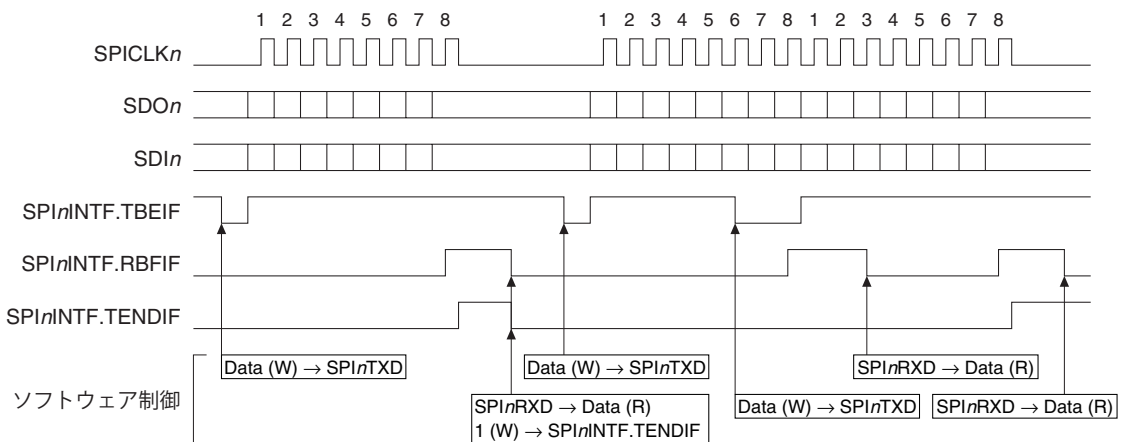 1 2 3 4 5 6 7 8 1 2 3 4 5 6 7 8 1 2 3 4 5 6 7 8
SPICLKn
SDOn
SDIn
SPInINTF.TBEIF
SPInINTF.RBFIF
SPInINTF.TENDIF
ソフトウェア制御
Data (W) → SPInTXD
Data (W) → SPInTXD
SPInRXD → Data (R)
SPInRXD → Data (R)
1 (W) → SPInINTF.TENDIF
Data (W) → SPInTXD
SPInRXD → Data (R)